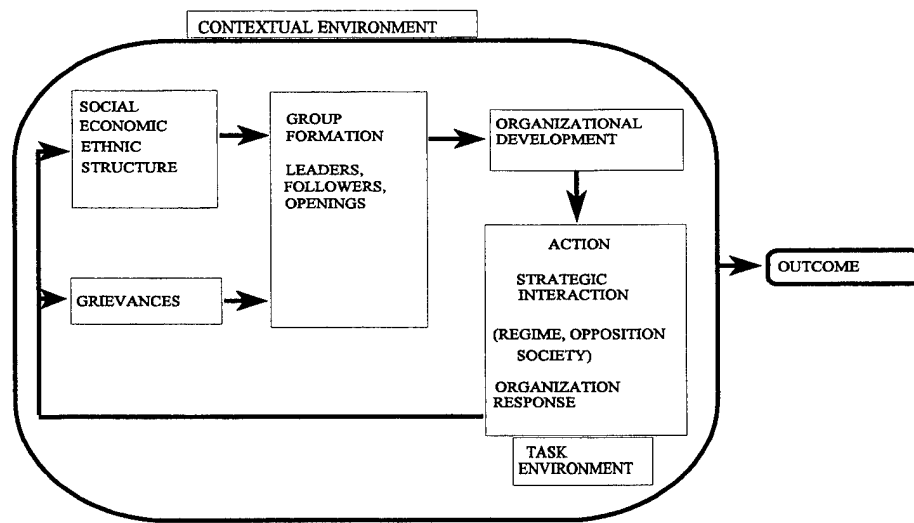 CONTEXTUAL ENVIRONMENT
SOCIAL
ECONOMIC
ETHNIC
STRUCTURE
GROUP
FORMATION
LEADERS,
FOLLOWERS,
OPENINGS
ORGANIZATIONAL
DEVELOPMENT
GRIEVANCES
ACTION
STRATEGIC
INTERACTION
(REGIME, OPPOSITION
SOCIETY)
ORGANIZATION
RESPONSE
TASK
ENVIRONMENT
OUTCOME